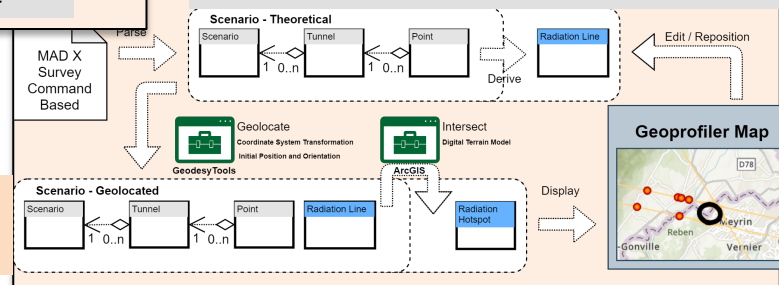 Parse
MAD X
Survey
Command
Based
Scenario - Theoretical
Scenario
Tunnel
Point
1 0..n
1 0..n
Derive
Radiation Line
Edit / Reposition
Geolocate
Coordinate System Transformation
Initial Position and Orientation
GeodesyTools
Intersect
Digital Terrain Model
ArcGIS
Scenario - Geolocated
Scenario
Tunnel
Point
Radiation Line
1 0..n
1 0..n
Radiation
Hotspot
Display
Geoprofiler Map
D78
Meyrin
Reben
-Gonville
Vernier